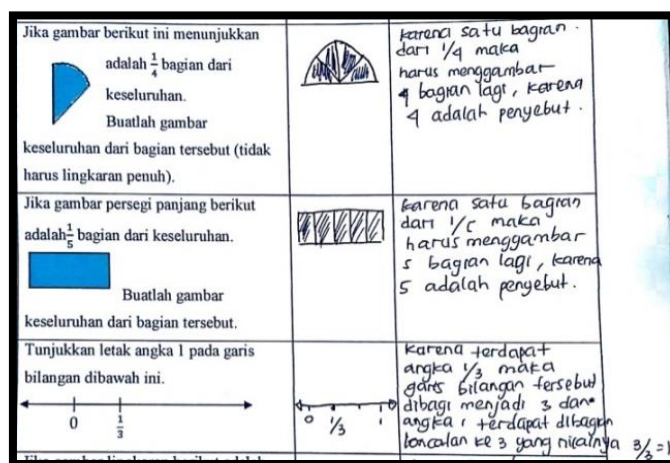 Jika gambar berikut ini menunjukkan
adalah 1/4 bagian dari
keseluruhan.
Buatlah gambar
keseluruhan dari bagian tersebut (tidak
harus lingkaran penuh).
karena satu bagian.
dari 1/4 maka
harus menggambar
4 bagian lagi, karena
4 adalah penyebut.
Jika gambar persegi panjang berikut
adalah 1/5 bagian dari keseluruhan.
Buatlah gambar
keseluruhan dari bagian tersebut.
karena satu bagian
dari 1/5 maka
harus menggambar
5 bagian lagi, karena
5 adalah penyebut.
Tunjukkan letak angka 1 pada garis
bilangan dibawah ini.
0 1/3
0 1/3 1
karena terdapat
angka 1/3 maka
garis bilangan tersebut
dibagi menjadi 3 dan
angka 1 terdapat dibagian
loncatan ke 3 yang nilainya 3/3 = 1